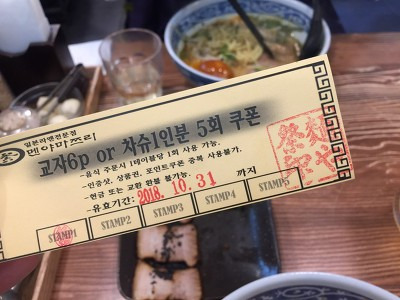 일본라멘전문점
멘야마쯔리
교자6p or 차슈1인분 5회 쿠폰
-음식 주문시 1테이블당 1회 사용 가능.
-인증샷, 상품권, 포인트쿠폰 중복 사용불가.
-현금 또는 교환 환불 불가능.
-유효기간: 2018.10.31 까지
STAMP1 STAMP2 STAMP3 STAMP4 STAMP5